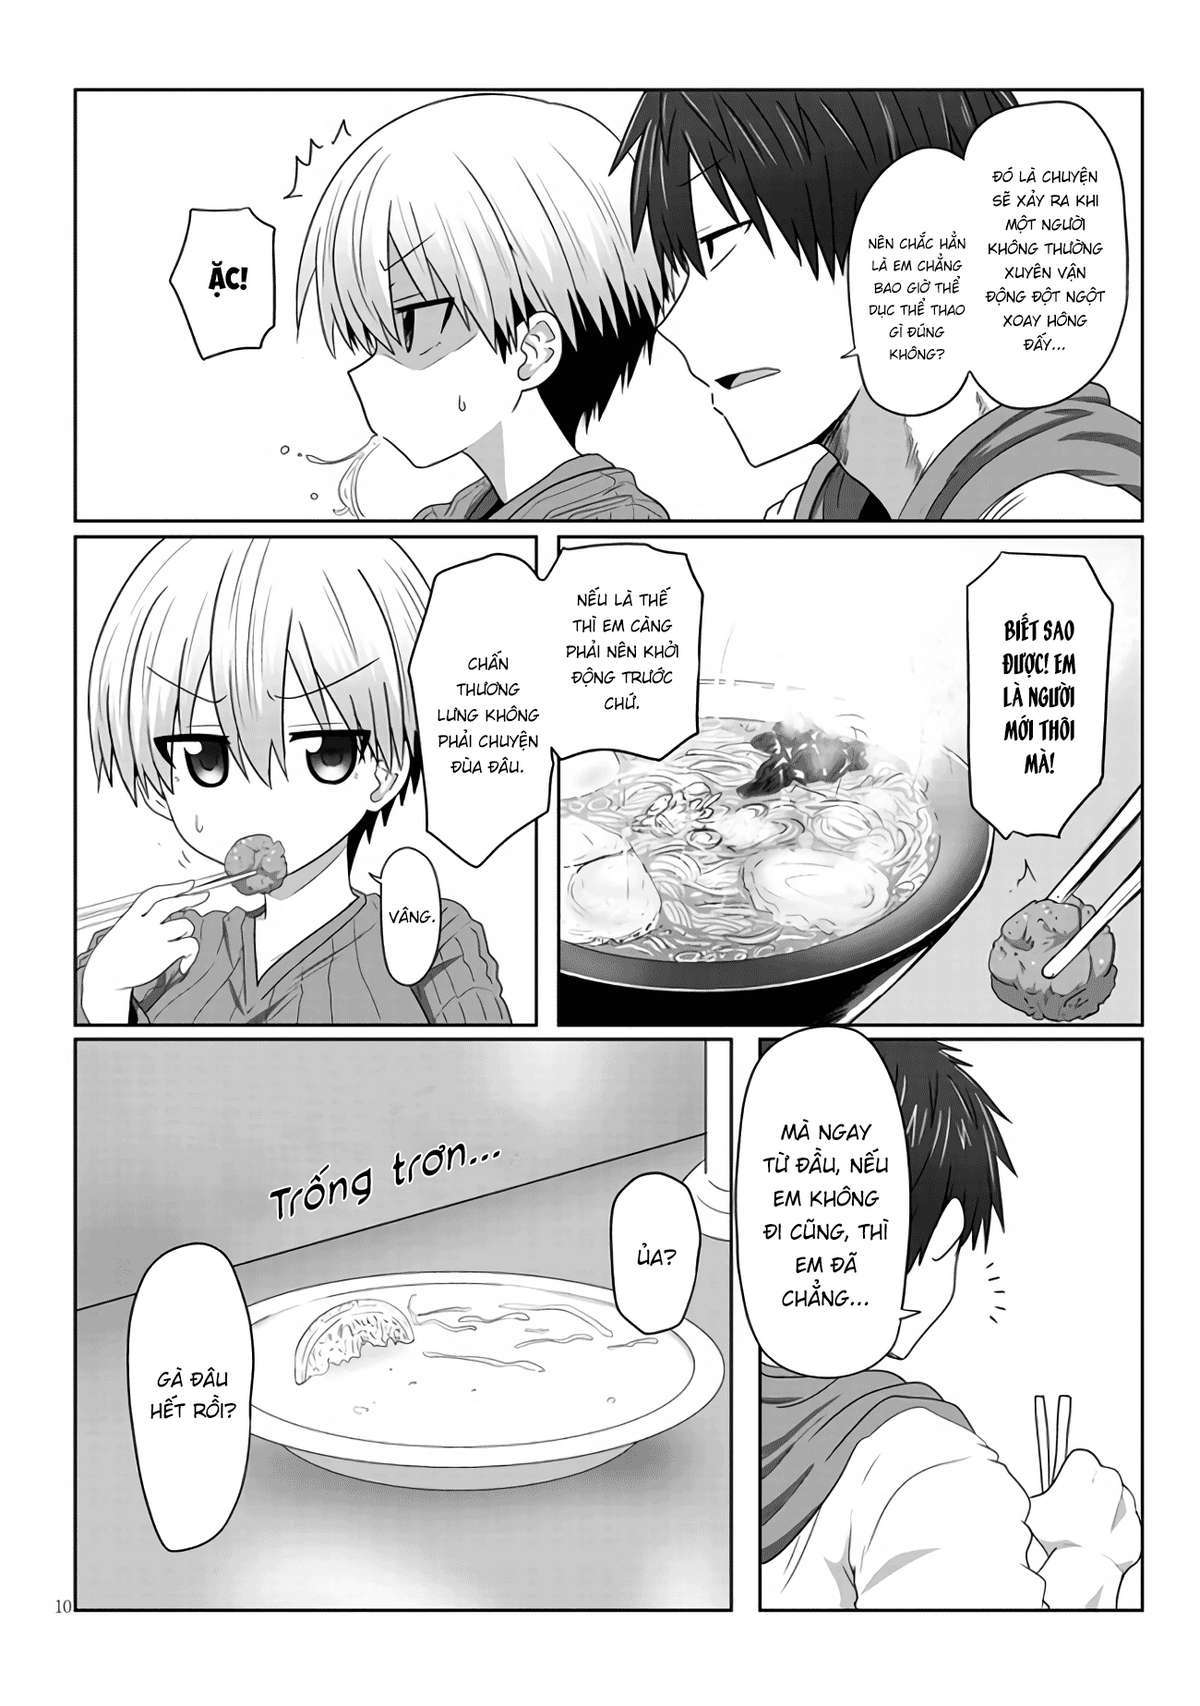 ĐÓ LÀ CHUYỆN
SẼ XẢY RA KHI
MỘT NGƯỜI
KHÔNG THƯỜNG
XUYÊN VẬN
ĐỘNG ĐỘT NGỘT
XOAY HÔNG
ĐẤY...
NÊN CHẮC HẲN
LÀ EM CHẲNG
BAO GIỜ THỂ
DỤC THỂ THAO
GÌ ĐÚNG
KHÔNG?
ẶC!
BIẾT SAO
ĐƯỢC! EM
LÀ NGƯỜI
MỚI THÔI
MÀ!
NẾU LÀ THẾ
THÌ EM CÀNG
PHẢI NÊN KHỞI
ĐỘNG TRƯỚC
CHỨ.
CHẤN
THƯƠNG
LƯNG KHÔNG
PHẢI CHUYỆN
ĐÙA ĐÂU.
VÂNG.
MÀ NGAY
TỪ ĐẦU, NẾU
EM KHÔNG
ĐI CŨNG, THÌ
EM ĐÃ
CHẲNG...
Trống trơn...
ỦA?
GÀ ĐÂU
HẾT RỒI?
10